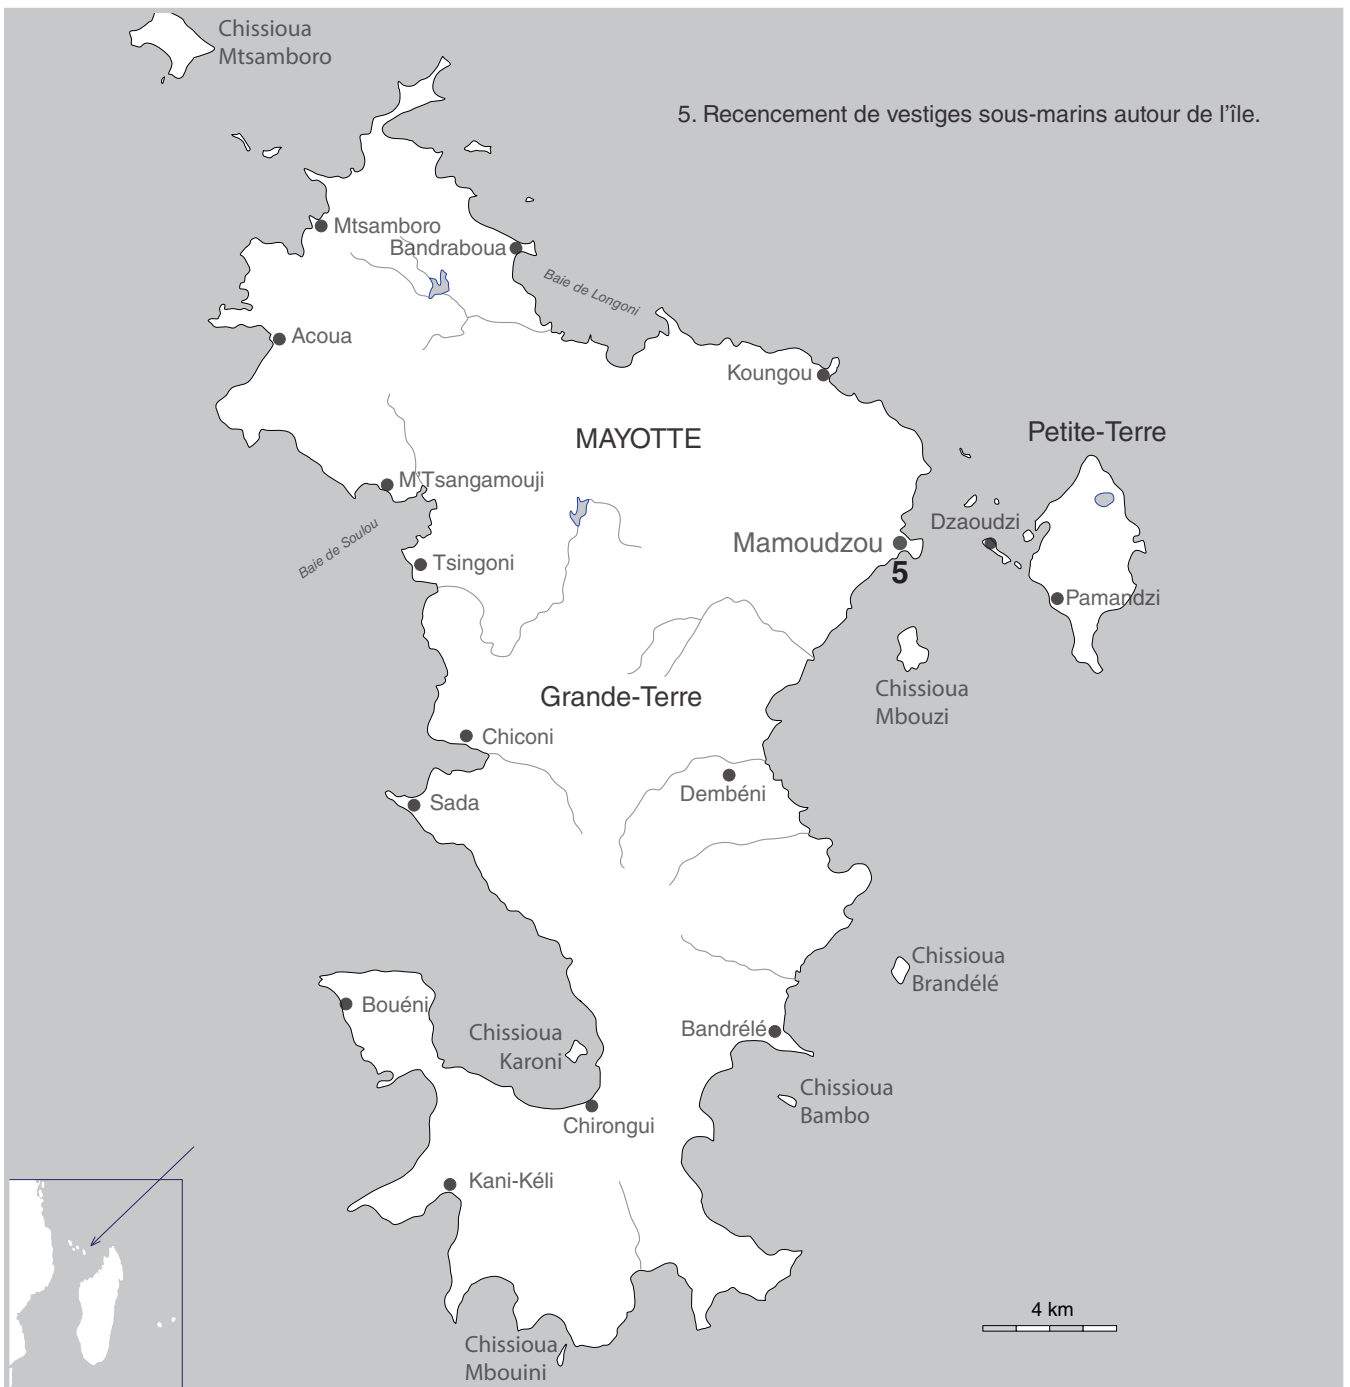 Chissioua
Mtsamboro
5. Recencement de vestiges sous-marins autour de l'île.
Mtsamboro
Bandraboua
Baie de Longoni
Acoua
Koungou
MAYOTTE
Petite-Terre
M'Tsangamouji
Dzaoudzi
Baie de Soulou
Mamoudzou
5
Tsingoni
Pamandzi
Chissioua
Mbouzi
Grande-Terre
Chiconi
Dembéni
Sada
Chissioua
Brandélé
Bouéni
Chissioua
Karoni
Bandrélé
Chissioua
Bambo
Chirongui
Kani-Kéli
4 km
Chissioua
Mbouini